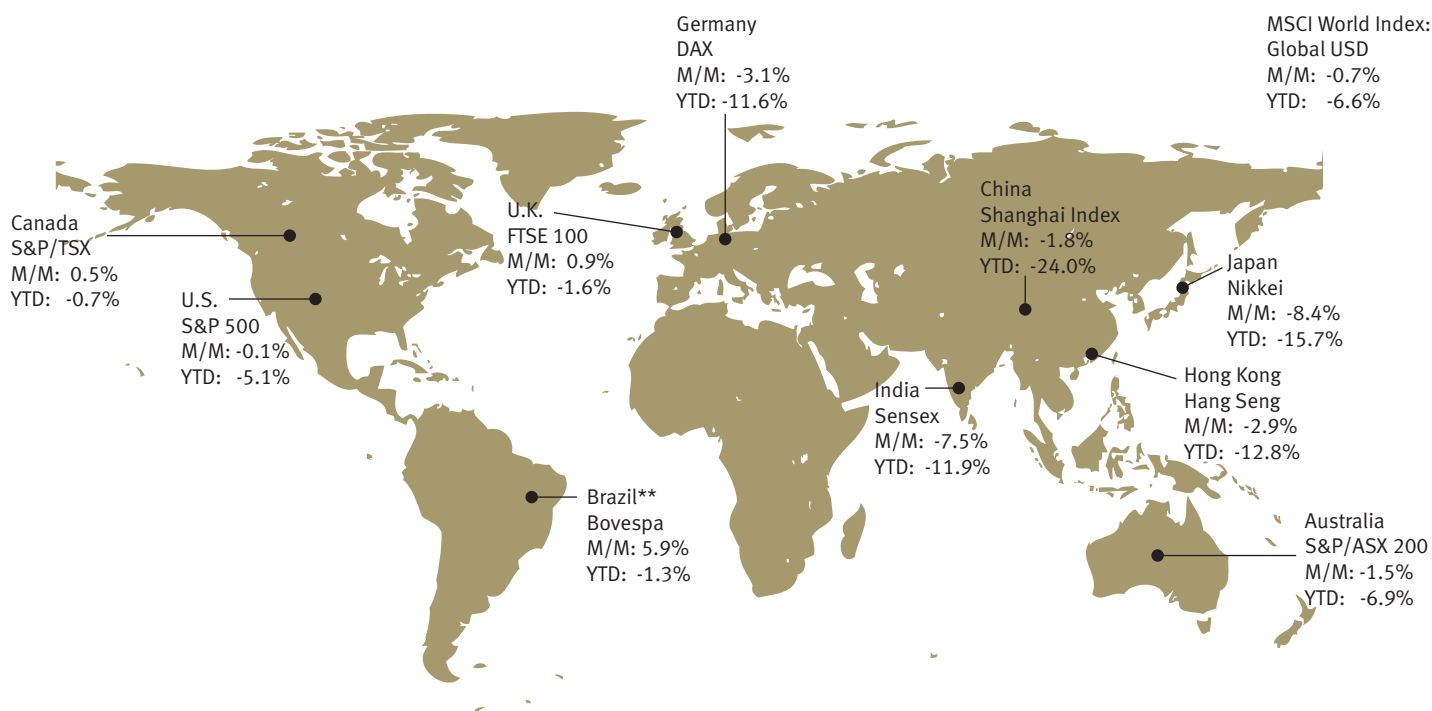 Germany
DAX
M/M: -3.1%
YTD: -11.6%
MSCI World Index:
Global USD
M/M: -0.7%
YTD: -6.6%
Canada
S&P/TSX
M/M: 0.5%
YTD: -0.7%
U.S.
S&P 500
M/M: -0.1%
YTD: -5.1%
U.K.
FTSE 100
M/M: 0.9%
YTD: -1.6%
China
Shanghai Index
M/M: -1.8%
YTD: -24.0%
Japan
Nikkei
M/M: -8.4%
YTD: -15.7%
India
Sensex
M/M: -7.5%
YTD: -11.9%
Hong Kong
Hang Seng
M/M: -2.9%
YTD: -12.8%
Brazil**
Bovespa
M/M: 5.9%
YTD: -1.3%
Australia
S&P/ASX 200
M/M: -1.5%
YTD: -6.9%